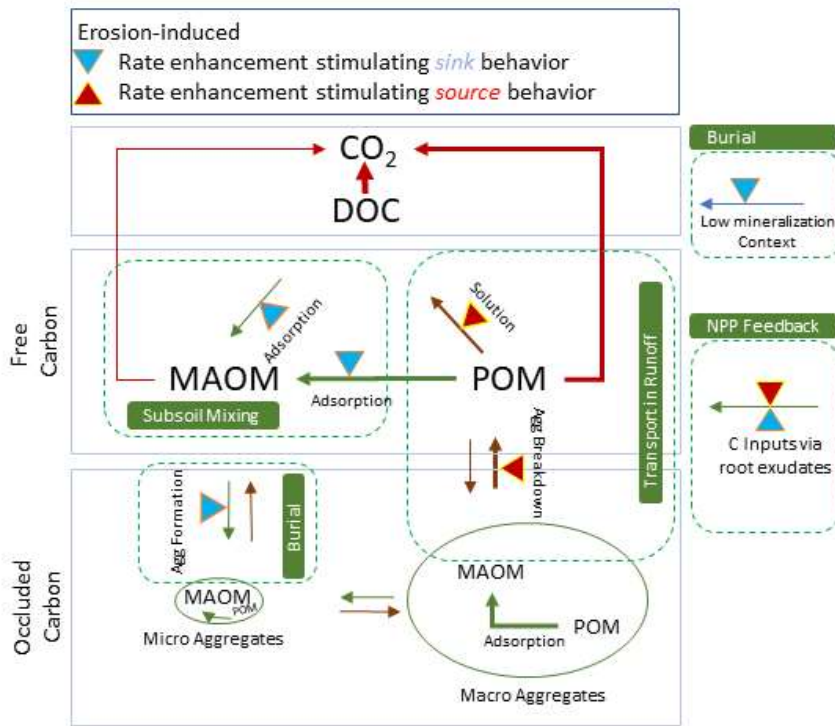 Erosion-induced
Rate enhancement stimulating sink behavior
Rate enhancement stimulating source behavior
CO₂
DOC
Burial
Low mineralization
Context
Free
Carbon
Adsorption
Solution
MAOM
POM
Adsorption
Subsoil Mixing
Transport in Runoff
NPP Feedback
C Inputs via
root exudates
Agg Breakdown
Occluded
Carbon
Agg Formation
Burial
MAOM
POM
Micro Aggregates
MAOM
POM
Adsorption
Macro Aggregates